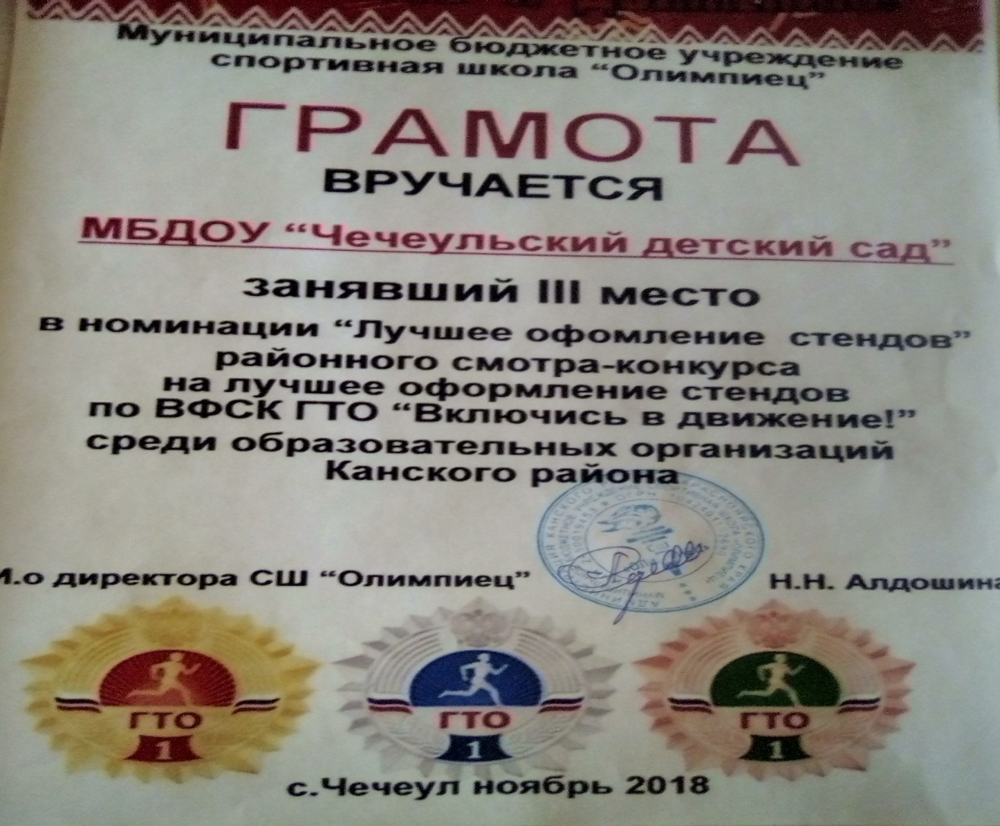 Муниципальное бюджетное учреждение
спортивная школа “Олимпиец”
ГРАМОТА
ВРУЧАЕТСЯ
МБДОУ “Чечеульский детский сад”
занявший III место
в номинации “Лучшее офомление стендов”
районного смотра-конкурса
на лучшее оформление стендов
по ВФСК ГТО “Включись в движение!”
среди образовательных организаций
Канского района
И.о директора СШ “Олимпиец” Н.Н. Алдошина
ГТО ГТО ГТО
1 1 1
с.Чечеул ноябрь 2018